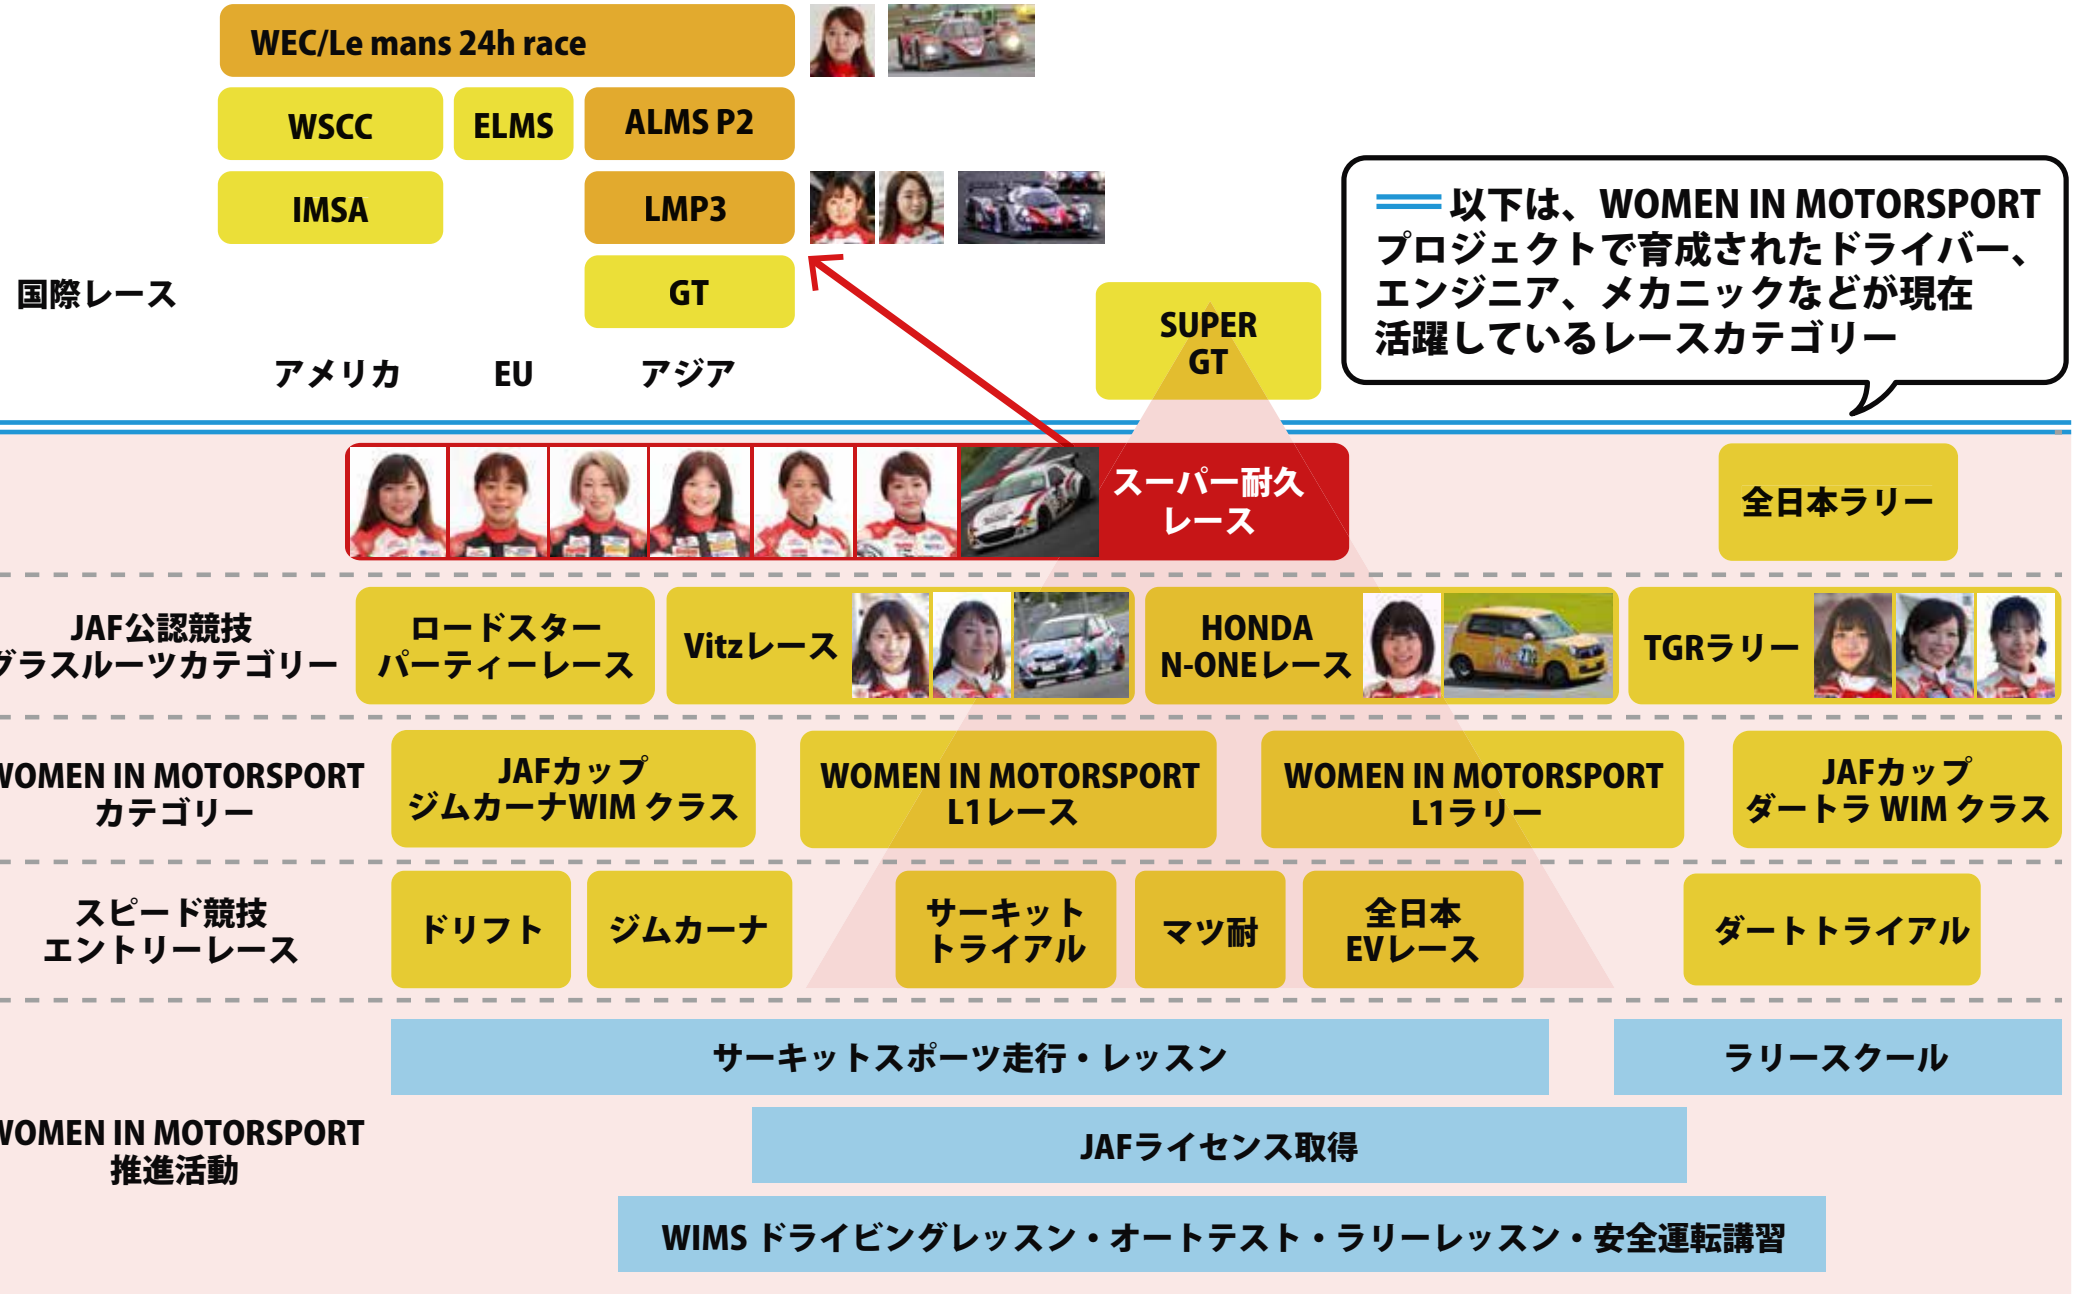 WEC/Le mans 24h race
WSCC
ELMS
ALMS P2
IMSA
LMP3
国際レース
GT
アメリカ
EU
アジア
SUPER
GT
以下は、WOMEN IN MOTORSPORT
プロジェクトで育成されたドライバー、
エンジニア、メカニックなどが現在
活躍しているレースカテゴリー
スーパー耐久
レース
全日本ラリー
JAF公認競技
グラスルーツカテゴリー
ロードスター
パーティーレース
Vitzレース
HONDA
N-ONEレース
TGRラリー
WOMEN IN MOTORSPORT
カテゴリー
JAFカップ
ジムカーナWIM クラス
WOMEN IN MOTORSPORT
L1レース
WOMEN IN MOTORSPORT
L1ラリー
JAFカップ
ダートラ WIM クラス
スピード競技
エントリーレース
ドリフト
ジムカーナ
サーキット
トライアル
マツ耐
全日本
EVレース
ダートトライアル
サーキットスポーツ走行・レッスン
ラリースクール
WOMEN IN MOTORSPORT
推進活動
JAFライセンス取得
WIMS ドライビングレッスン・オートテスト・ラリーレッスン・安全運転講習